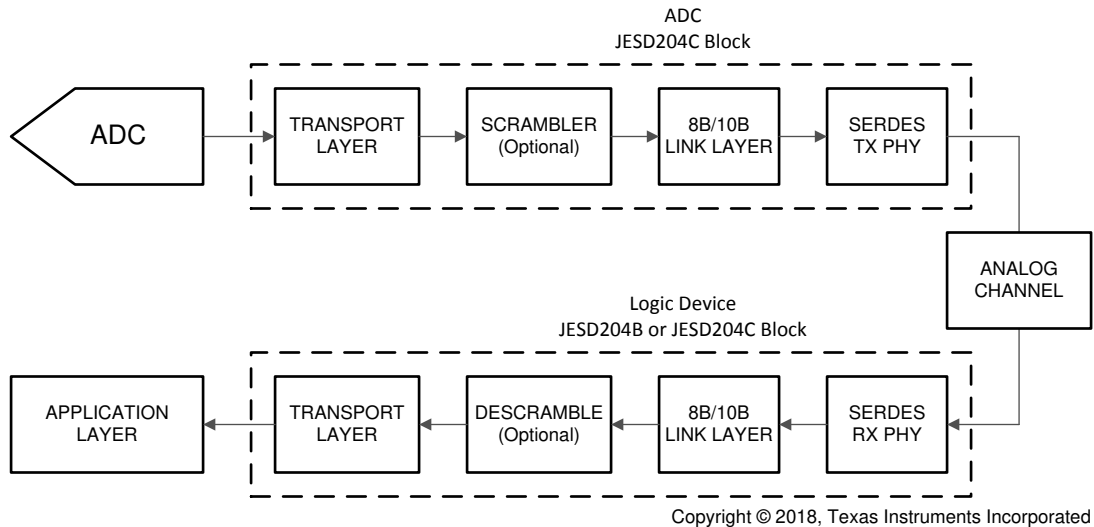 ADC
JESD204C Block
ADC
TRANSPORT
LAYER
SCRAMBLER
(Optional)
8B/10B
LINK LAYER
SERDES
TX PHY
ANALOG
CHANNEL
Logic Device
JESD204B or JESD204C Block
APPLICATION
LAYER
TRANSPORT
LAYER
DESCRAMBLE
(Optional)
8B/10B
LINK LAYER
SERDES
RX PHY
Copyright © 2018, Texas Instruments Incorporated